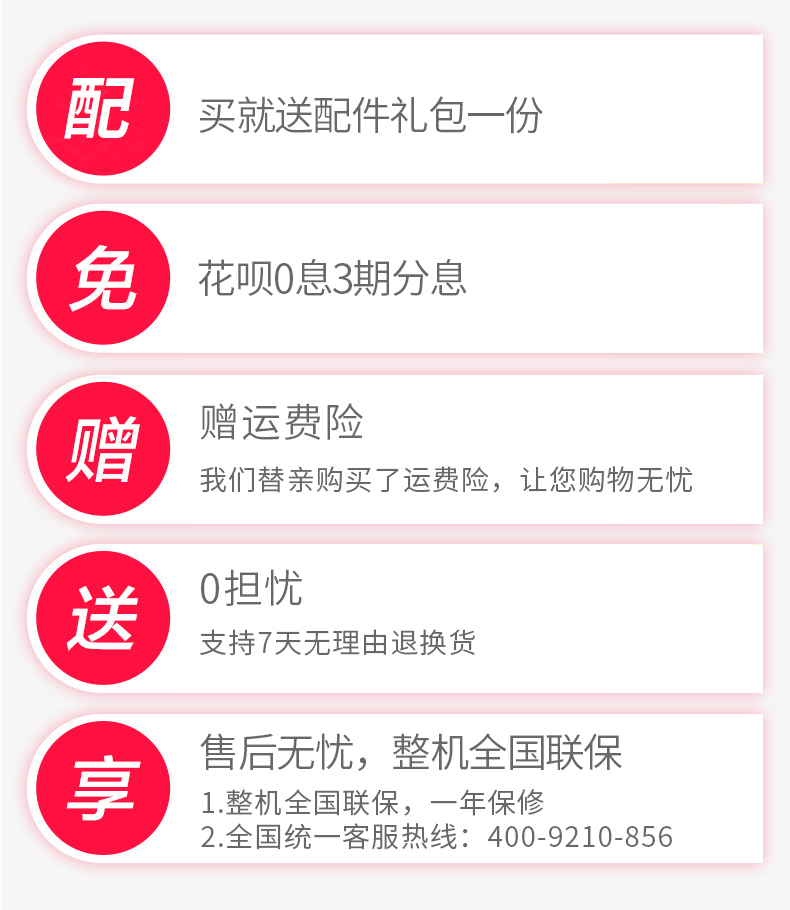 配
买就送配件礼包一份
免
花呗0息3期分息
赠
赠运费险
我们替亲购买了运费险，让您购物无忧
送
0担忧
支持7天无理由退换货
享
售后无忧，整机全国联保
1.整机全国联保，一年保修
2.全国统一客服热线：400-9210-856